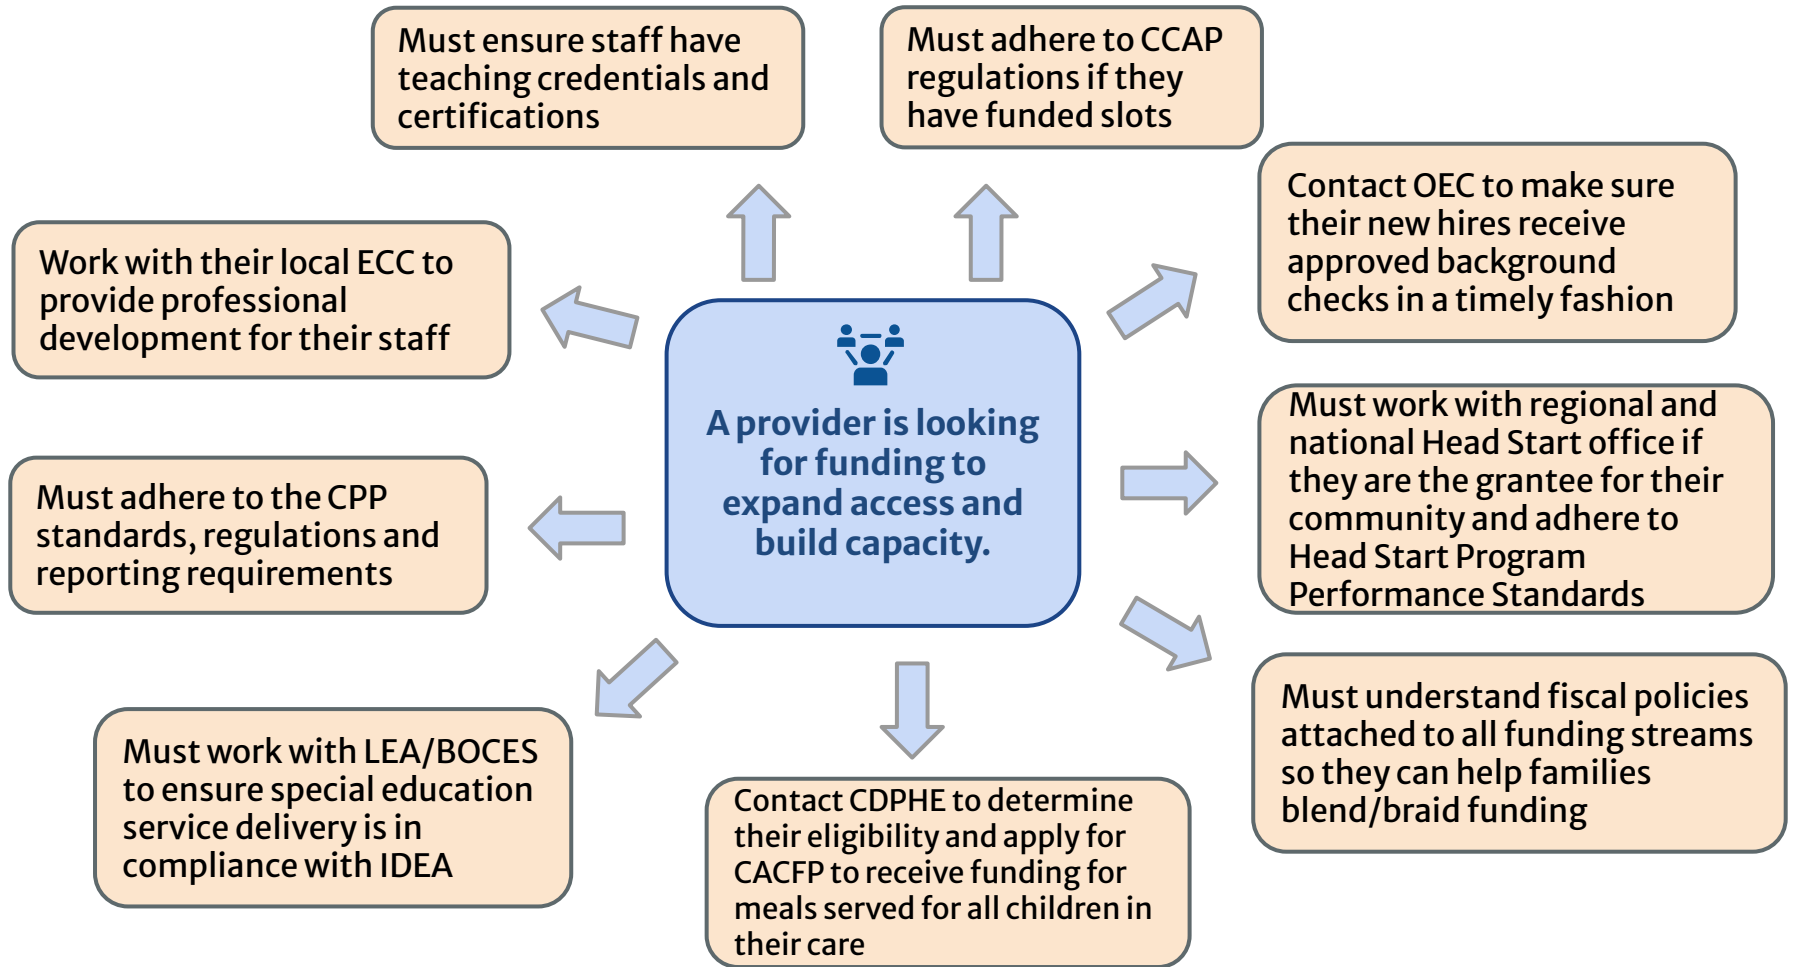 Must ensure staff have
teaching credentials and
certifications
Must adhere to CCAP
regulations if they
have funded slots
Contact OEC to make sure
their new hires receive
approved background
checks in a timely fashion
Work with their local ECC to
provide professional
development for their staff
A provider is looking
for funding to
expand access and
build capacity.
Must work with regional and
national Head Start office if
they are the grantee for their
community and adhere to
Head Start Program
Performance Standards
Must adhere to the CPP
standards, regulations and
reporting requirements
Must understand fiscal policies
attached to all funding streams
so they can help families
blend/braid funding
Must work with LEA/BOCES
to ensure special education
service delivery is in
compliance with IDEA
Contact CDPHE to determine
their eligibility and apply for
CACFP to receive funding for
meals served for all children in
their care